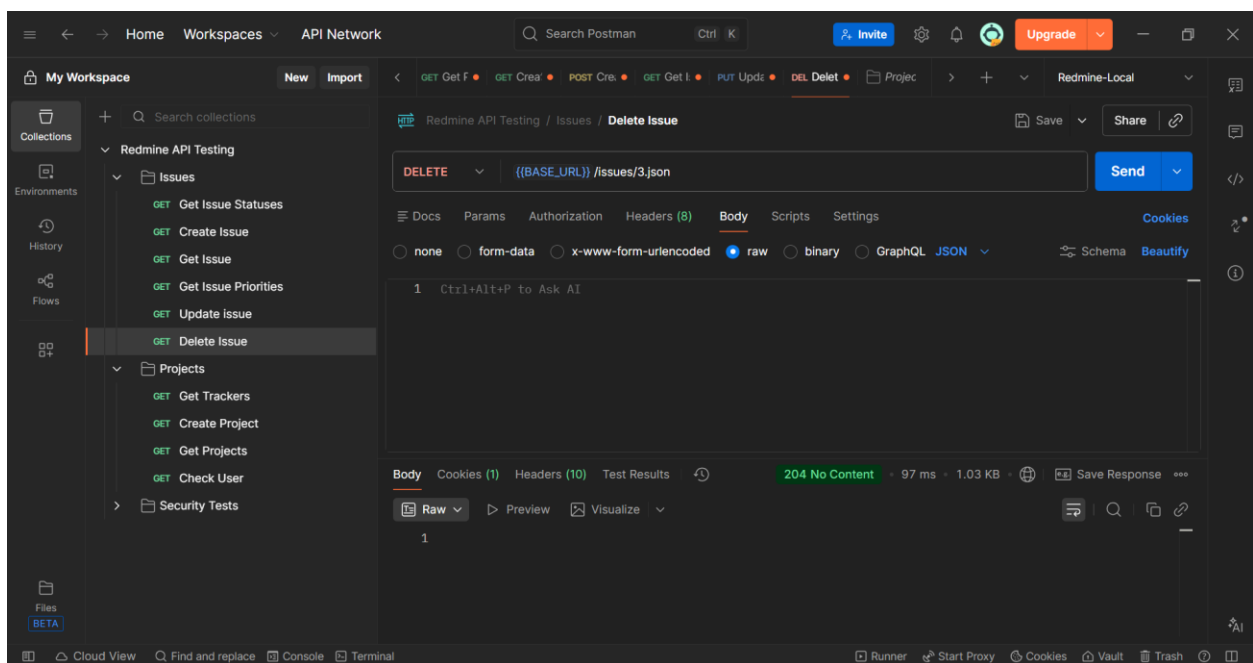 Home Workspaces API Network Search Postman Ctrl K Invite Upgrade
My Workspace New Import GET Get F GET Crea POST Cre GET Get I PUT Upda DEL Delet Projec Redmine-Local
Collections
Environments
History
Flows
Files
BETA
Search collections
Redmine API Testing
Issues
GET Get Issue Statuses
GET Create Issue
GET Get Issue
GET Get Issue Priorities
GET Update issue
GET Delete Issue
Projects
GET Get Trackers
GET Create Project
GET Get Projects
GET Check User
Security Tests
HTTP Redmine API Testing / Issues / Delete Issue Save Share
DELETE {{BASE_URL}} /issues/3.json Send
Docs Params Authorization Headers (8) Body Scripts Settings Cookies
none form-data x-www-form-urlencoded raw binary GraphQL JSON Schema Beautify
1 Ctrl+Alt+P to Ask AI
Body Cookies (1) Headers (10) Test Results 204 No Content 97 ms 1.03 KB e.g. Save Response
Raw Preview Visualize
1
AI
Cloud View Find and replace Console Terminal Runner Start Proxy Cookies Vault Trash